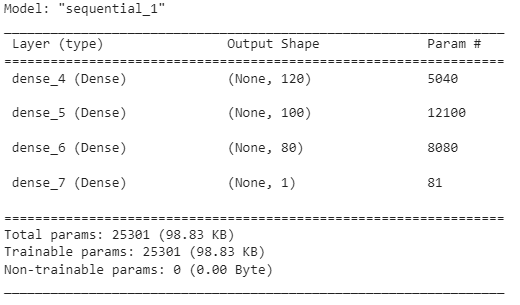 Model: "sequential_1"
Layer (type) Output Shape Param #
dense_4 (Dense) (None, 120) 5040
dense_5 (Dense) (None, 100) 12100
dense_6 (Dense) (None, 80) 8080
dense_7 (Dense) (None, 1) 81
Total params: 25301 (98.83 KB)
Trainable params: 25301 (98.83 KB)
Non-trainable params: 0 (0.00 Byte)